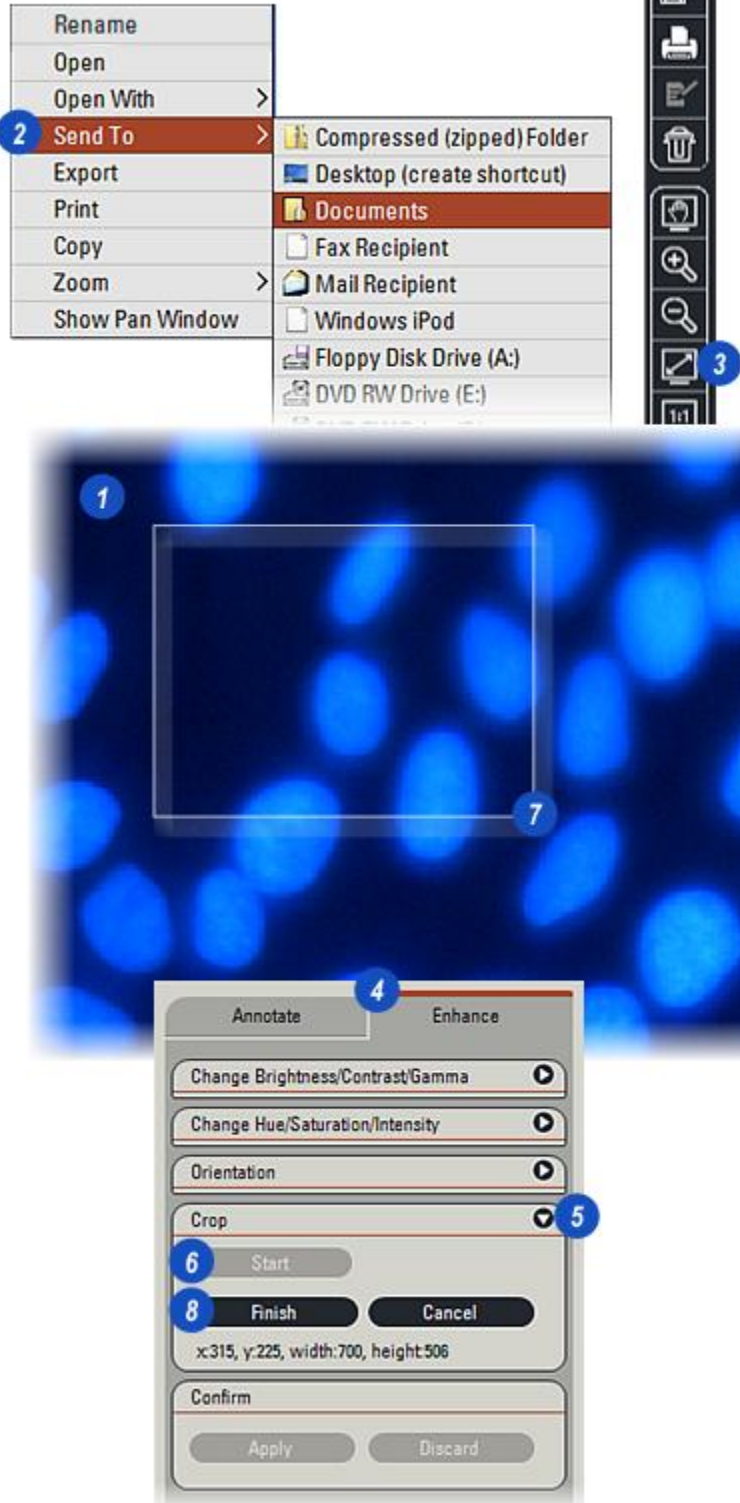 Rename
Open
Open With
2 Send To
Export
Print
Copy
Zoom
Show Pan Window
Compressed (zipped) Folder
Desktop (create shortcut)
Documents
Fax Recipient
Mail Recipient
Windows iPod
Floppy Disk Drive (A:)
DVD RW Drive (E:)
3
1:1
1
7
4
Annotate Enhance
Change Brightness/Contrast/Gamma
Change Hue/Saturation/Intensity
Orientation
Crop 5
6 Start
8 Finish Cancel
x:315, y:225, width:700, height:506
Confirm
Apply Discard